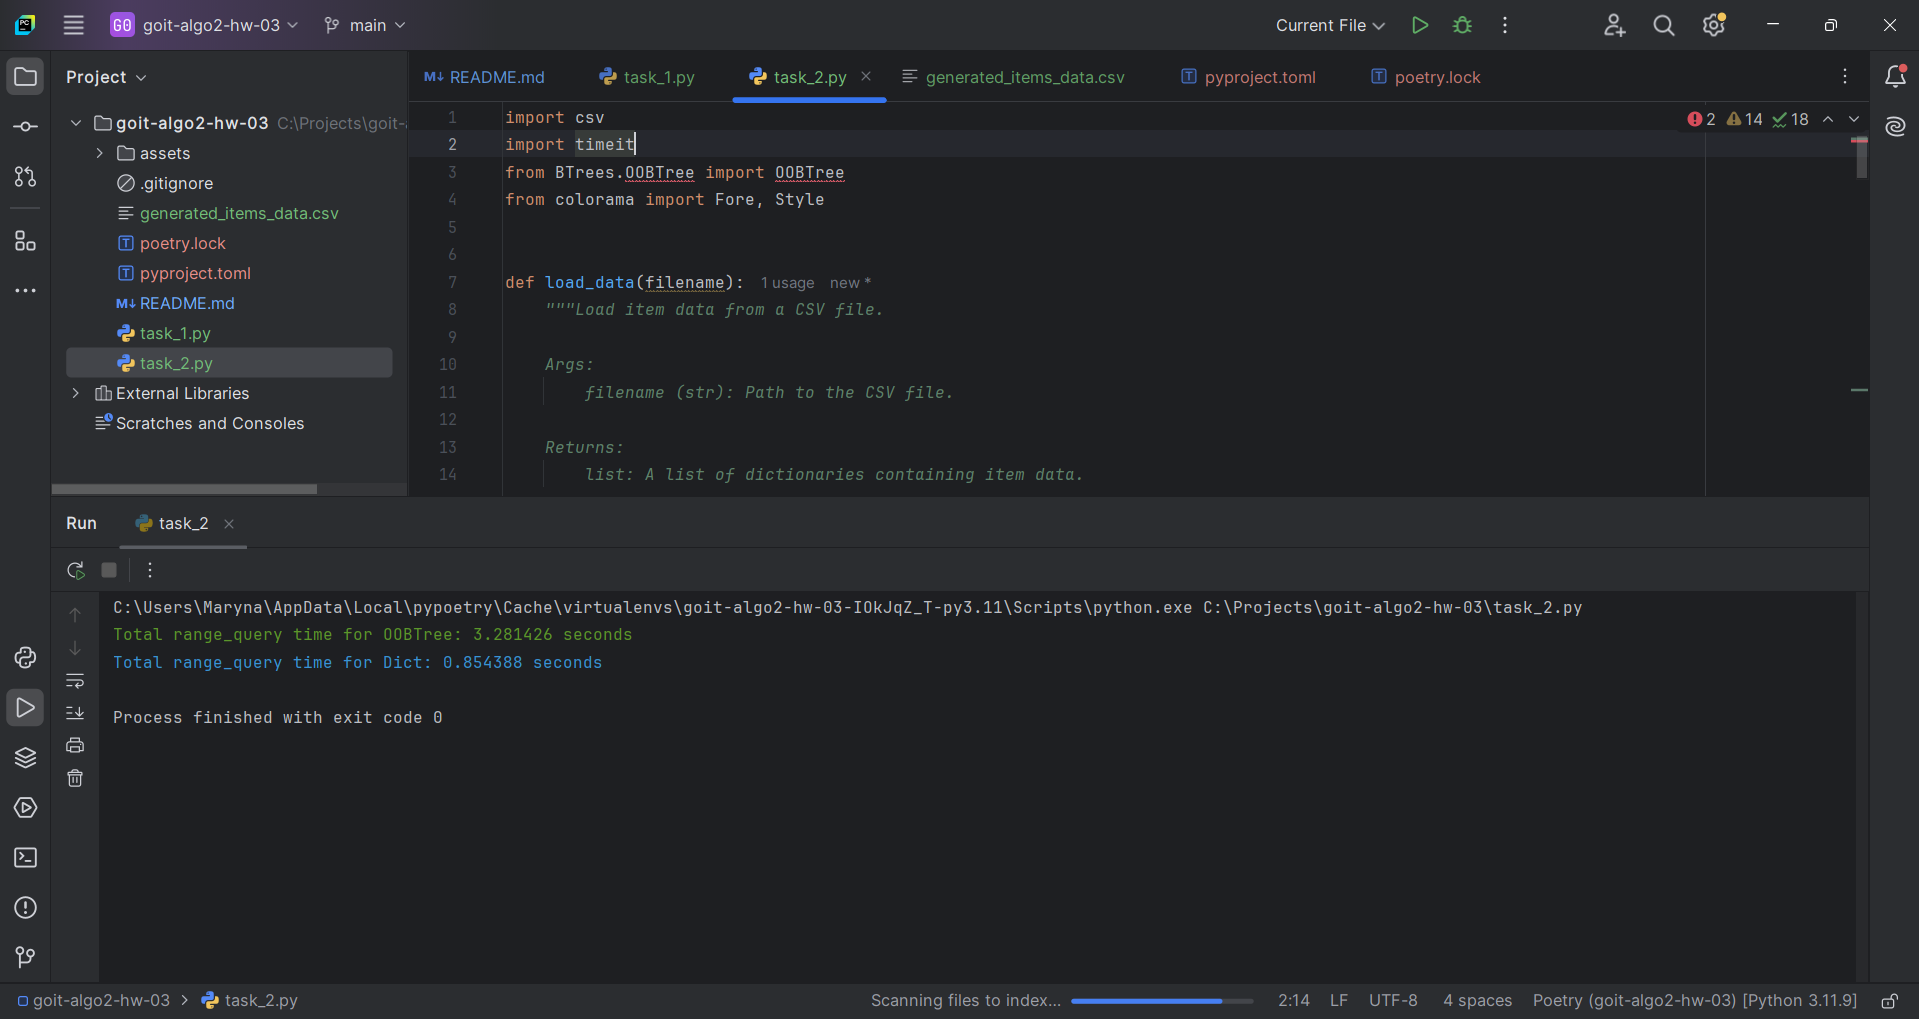 PC
GO goit-algo2-hw-03 main Current File
Project
README.md task_1.py task_2.py generated_items_data.csv pyproject.toml poetry.lock
goit-algo2-hw-03 C:\Projects\goit-
assets
.gitignore
generated_items_data.csv
poetry.lock
pyproject.toml
README.md
task_1.py
task_2.py
External Libraries
Scratches and Consoles
2 14 18
1 import csv
2 import timeit
3 from BTrees.OOBTree import OOBTree
4 from colorama import Fore, Style
5
6
7 def load_data(filename): 1 usage new *
8 """Load item data from a CSV file.
9
10 Args:
11 filename (str): Path to the CSV file.
12
13 Returns:
14 list: A list of dictionaries containing item data.
Run task_2
C:\Users\Maryna\AppData\Local\pypoetry\Cache\virtualenvs\goit-algo2-hw-03-IOkJqZ_T-py3.11\Scripts\python.exe C:\Projects\goit-algo2-hw-03\task_2.py
Total range_query time for OOBTree: 3.281426 seconds
Total range_query time for Dict: 0.854388 seconds
Process finished with exit code 0
goit-algo2-hw-03 > task_2.py Scanning files to index... 2:14 LF UTF-8 4 spaces Poetry (goit-algo2-hw-03) [Python 3.11.9]